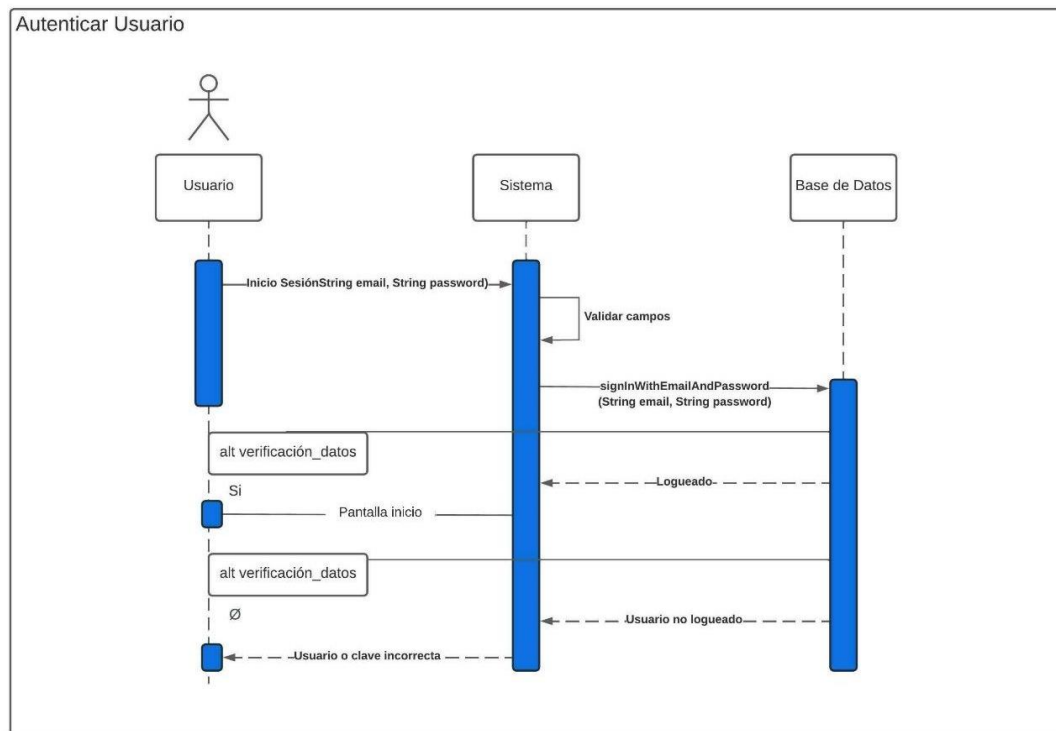 Autenticar Usuario
Usuario
Sistema
Base de Datos
Inicio SesiónString email, String password)
Validar campos
signInWithEmailAndPassword
(String email, String password)
alt verificación_datos
Logueado
Si
Pantalla inicio
alt verificación_datos
Ø
Usuario no logueado
Usuario o clave incorrecta